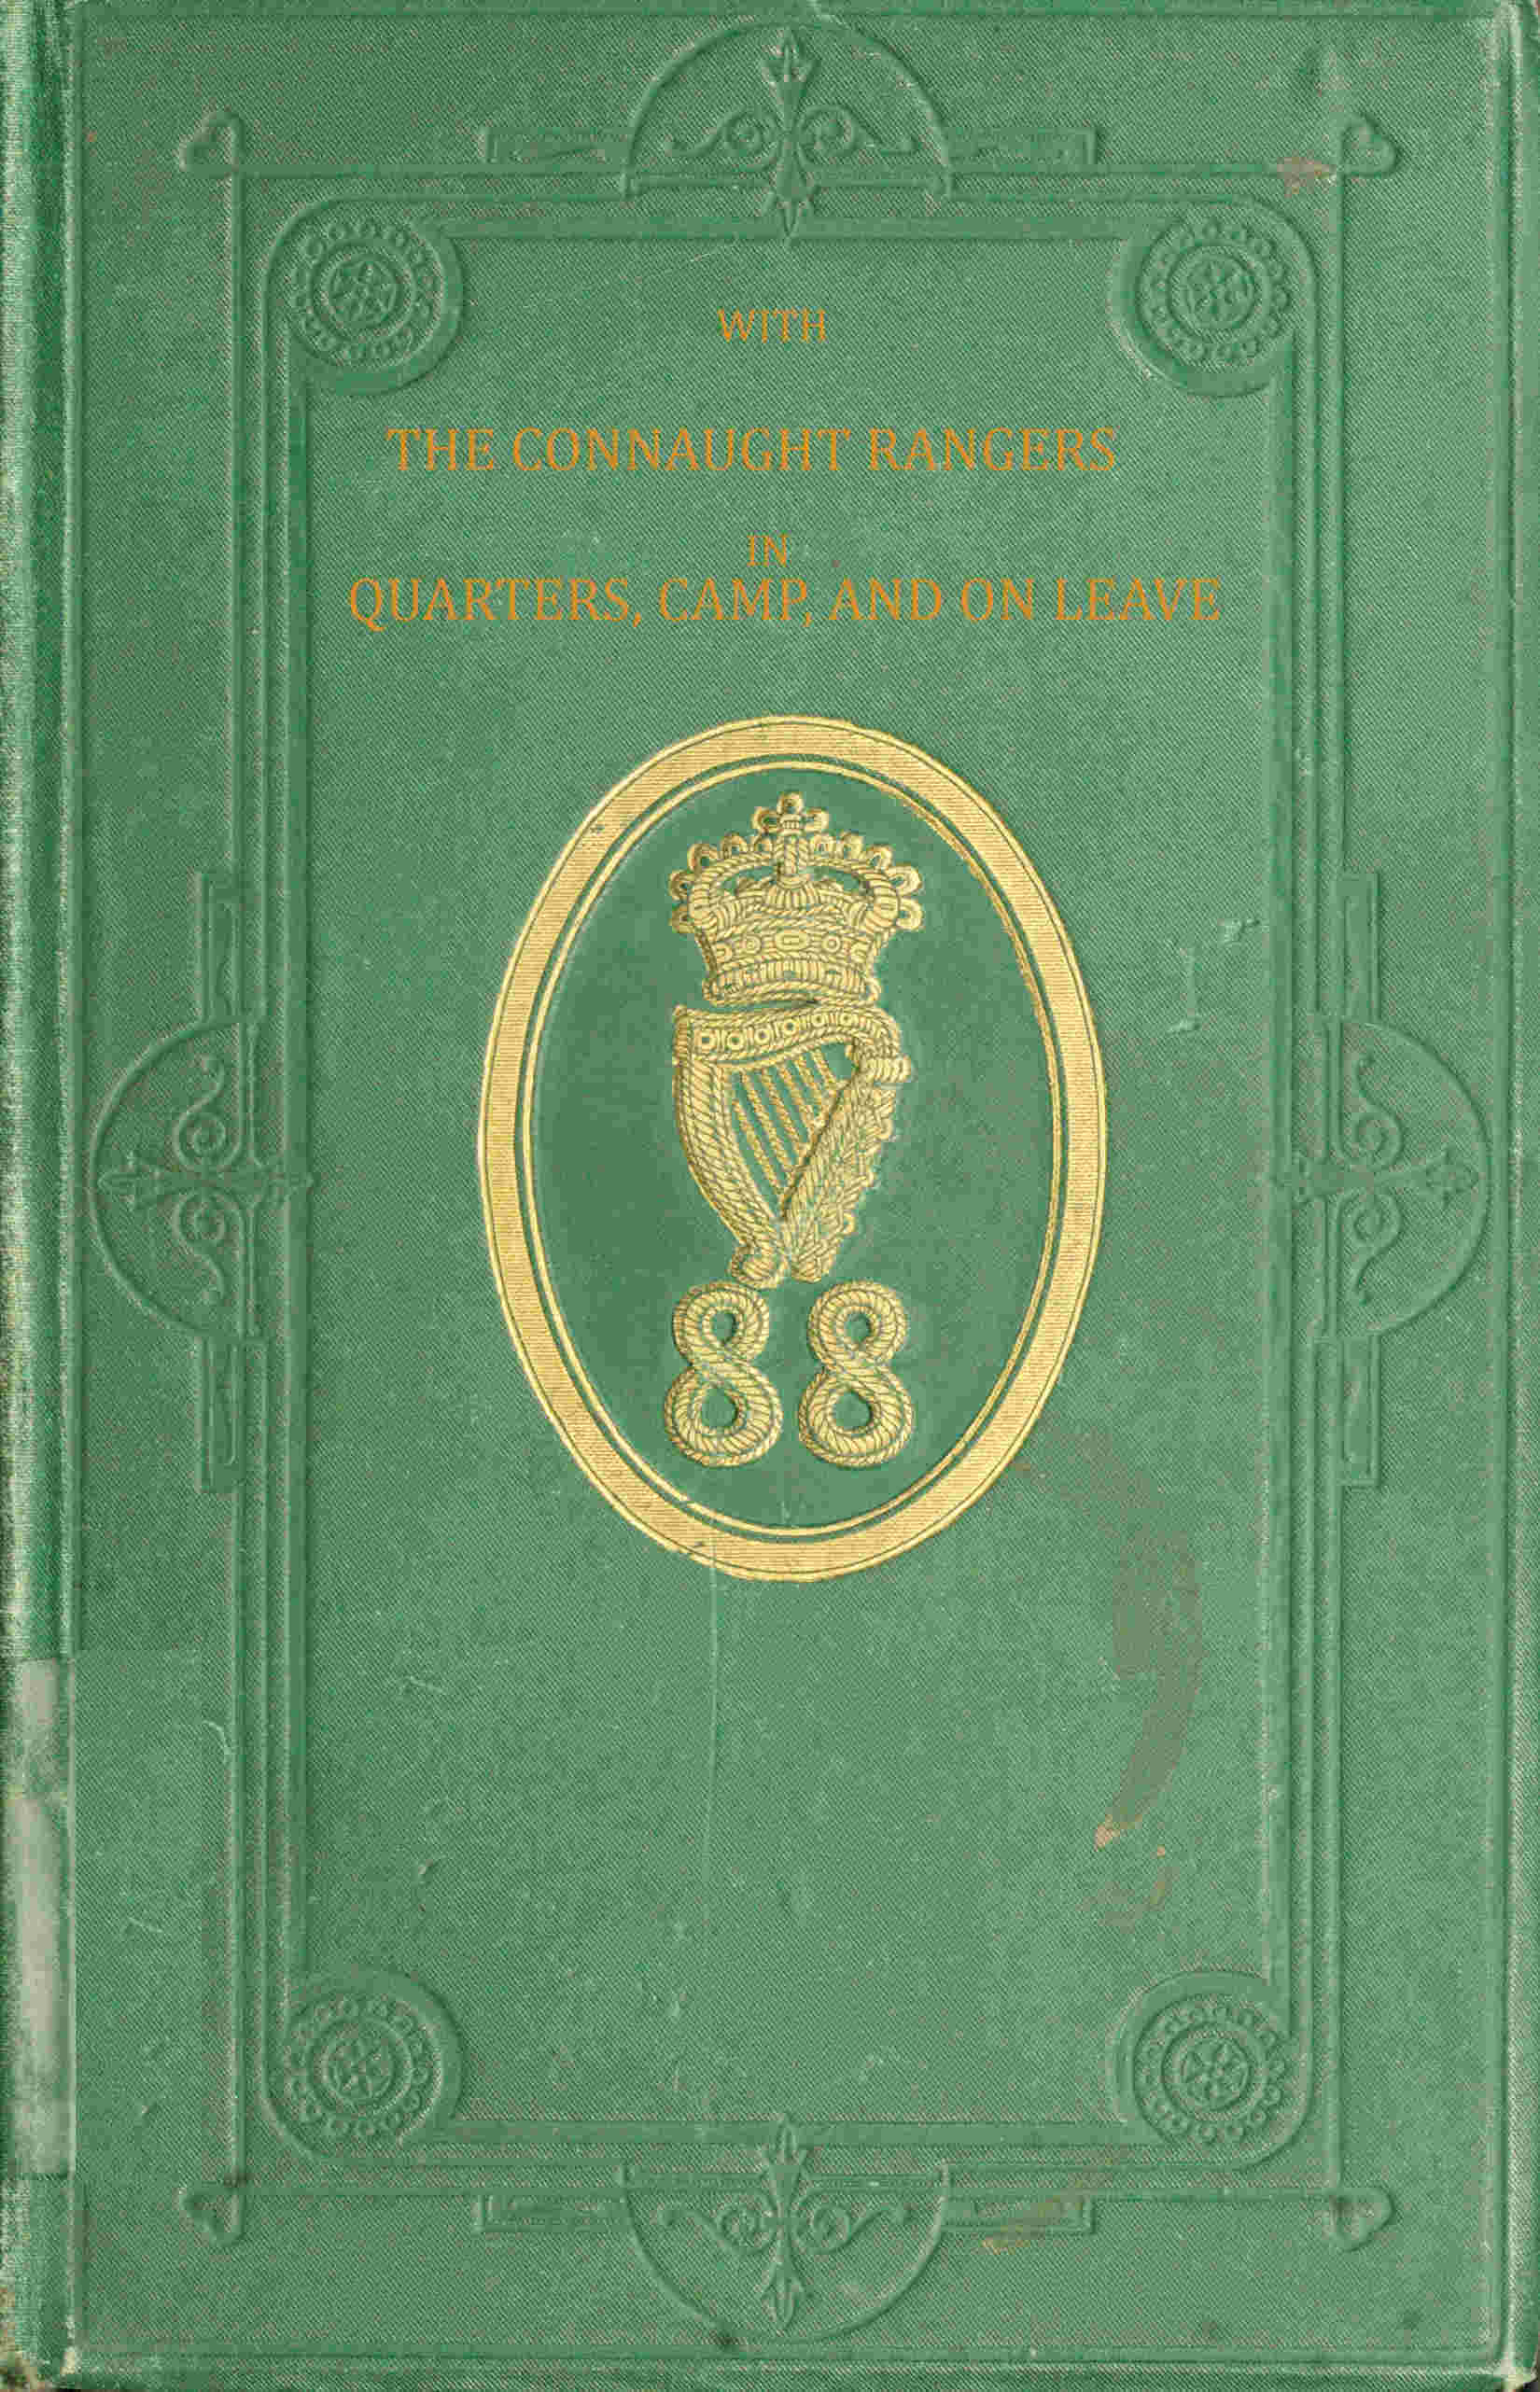 WITH
THE CONNAUGHT RANGERS
IN
QUARTERS, CAMP, AND ON LEAVE
88